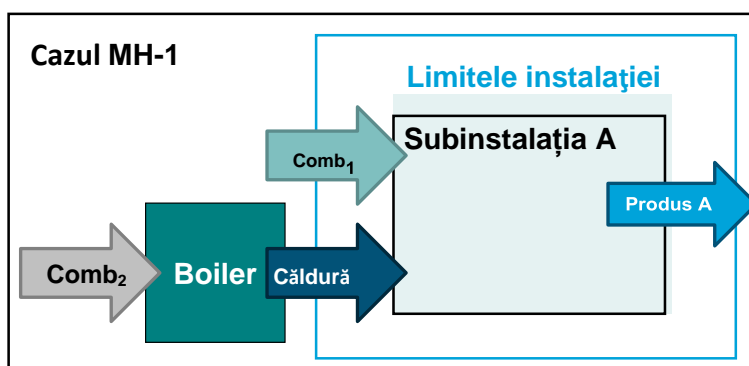 Cazul MH-1
Limitele instalaţiei
Subinstalația A
Comb₁
Produs A
Comb₂
Boiler
Căldură